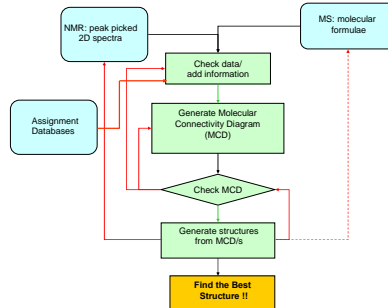 NMR: peak picked
2D spectra
MS: molecular
formulae
Check data/
add information
Assignment
Databases
Generate Molecular
Connectivity Diagram
(MCD)
Check MCD
Generate structures
from MCD/s
Find the Best
Structure !!